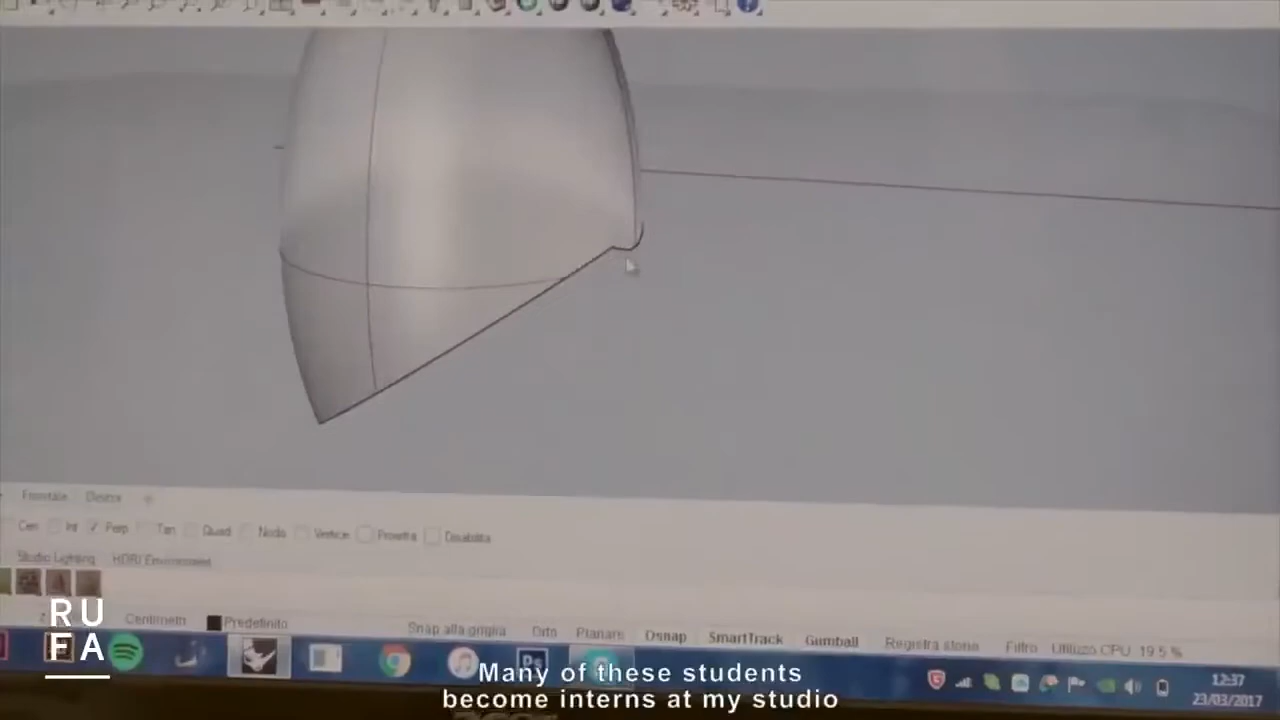 Frontale Destra
Cen Int Perp Tan Quad Nodo Vertice Proietta Disabilita
Studio Lighting HDRI Environment
Z Centimetri Predefinito Snap alla griglia Orto Planare Osnap SmartTrack Gumball Registra storia Filtro Utilizzo CPU: 19.5 %
RU
FA
Ps
12:37
23/03/2017
Many of these students
become interns at my studio